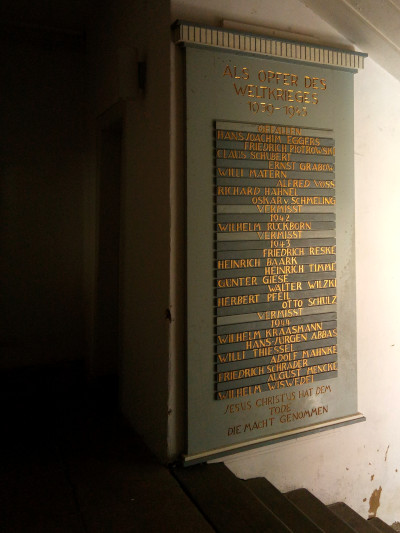 ALS OPFER DES
WELTKRIEGES
1939-1945
GEFALLEN
HANS-JOACHIM EGGERS
FRIEDRICH PIOTROWSKI
CLAUS SCHUBERT
ERNST GRABOW
WILLI MATERN
ALFRED VOSS
RICHARD HAHNEL
OSKAR V SCHMELING
VERMISST
1942
WILHELM RUCKBORN
VERMISST
1943
FRIEDRICH RESKE
HEINRICH BAARK
HEINRICH TIMME
GÜNTER GIESE
WALTER WILZKI
HERBERT PFEIL
OTTO SCHULZ
VERMISST
1944
WILHELM KRAASMANN
HANS-JÜRGEN ABBAS
WILLI THIESSEL
ADOLF MAHNKE
FRIEDRICH SCHRADER
AUGUST MENCKE
WILHELM WISWEDEL
JESUS CHRISTUS HAT DEM
TODE
DIE MACHT GENOMMEN